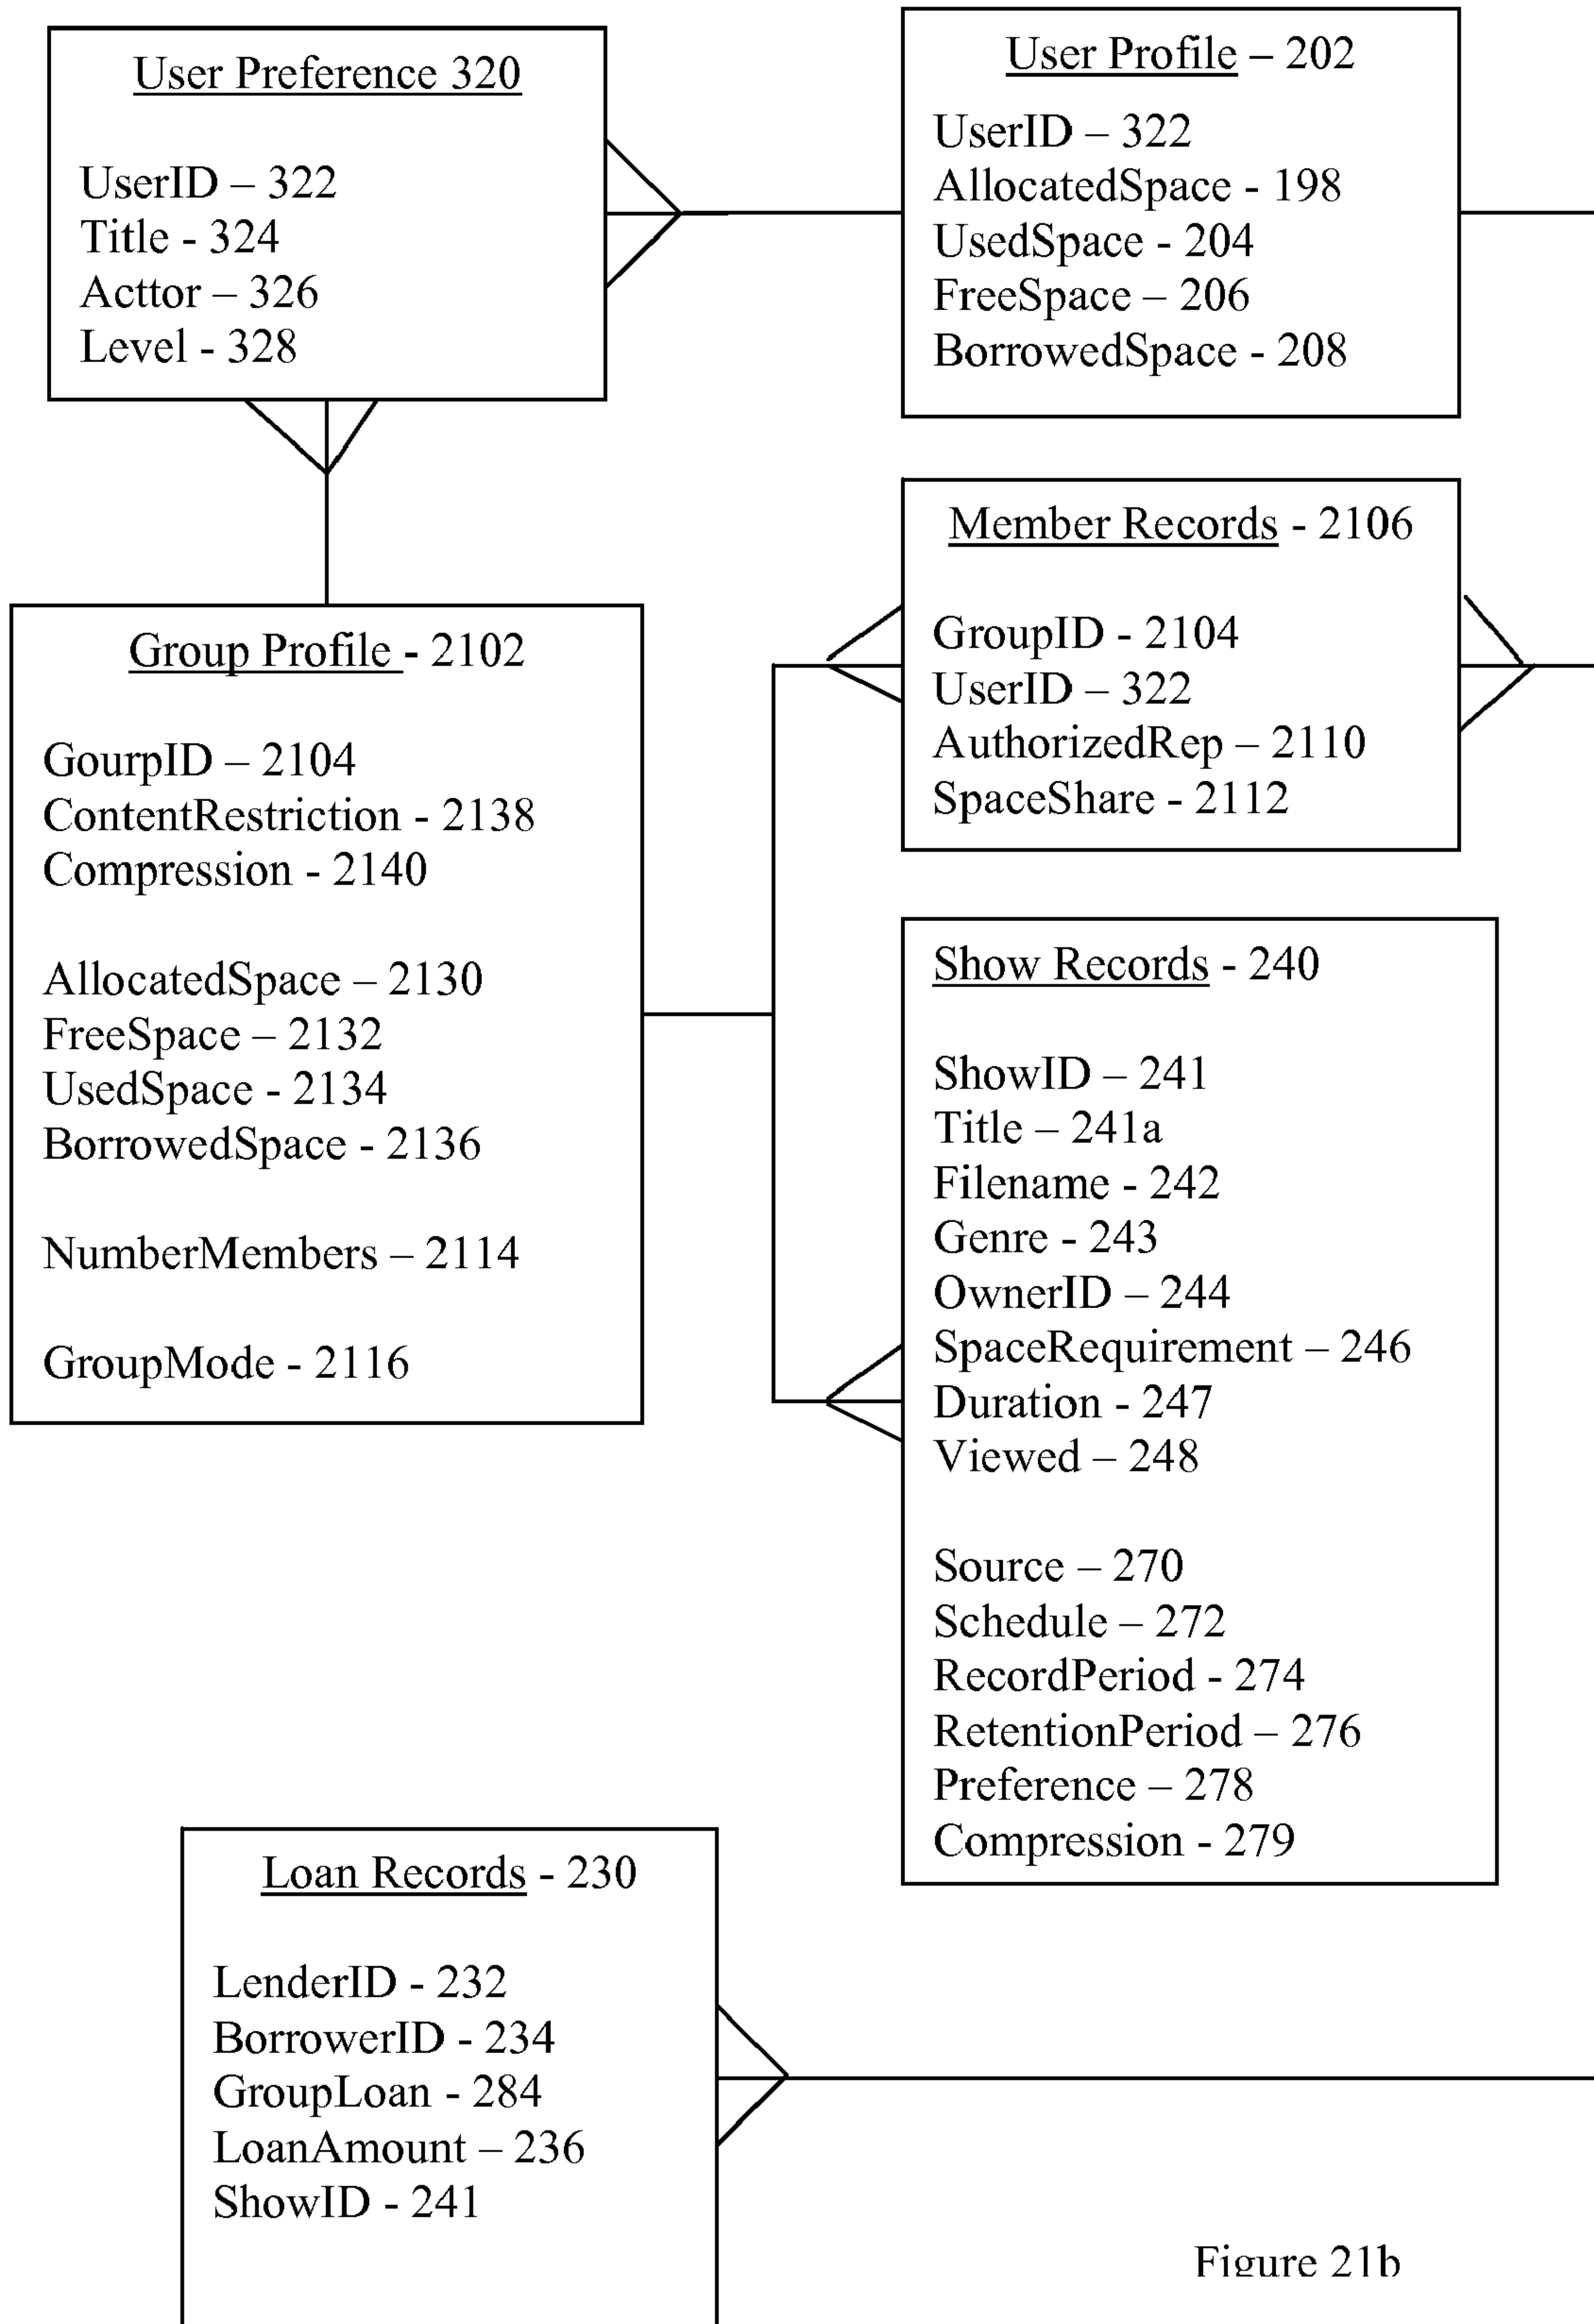 User Preference 320
UserID – 322
Title - 324
Acttor – 326
Level - 328
User Profile – 202
UserID – 322
AllocatedSpace - 198
UsedSpace - 204
FreeSpace – 206
BorrowedSpace - 208
Group Profile - 2102
GourpID – 2104
ContentRestriction - 2138
Compression - 2140
AllocatedSpace – 2130
FreeSpace – 2132
UsedSpace - 2134
BorrowedSpace - 2136
NumberMembers – 2114
GroupMode - 2116
Member Records - 2106
GroupID - 2104
UserID – 322
AuthorizedRep – 2110
SpaceShare - 2112
Show Records - 240
ShowID – 241
Title – 241a
Filename - 242
Genre - 243
OwnerID – 244
SpaceRequirement – 246
Duration - 247
Viewed – 248
Source – 270
Schedule – 272
RecordPeriod - 274
RetentionPeriod – 276
Preference – 278
Compression - 279
Loan Records - 230
LenderID - 232
BorrowerID - 234
GroupLoan - 284
LoanAmount – 236
ShowID - 241
Figure 21b